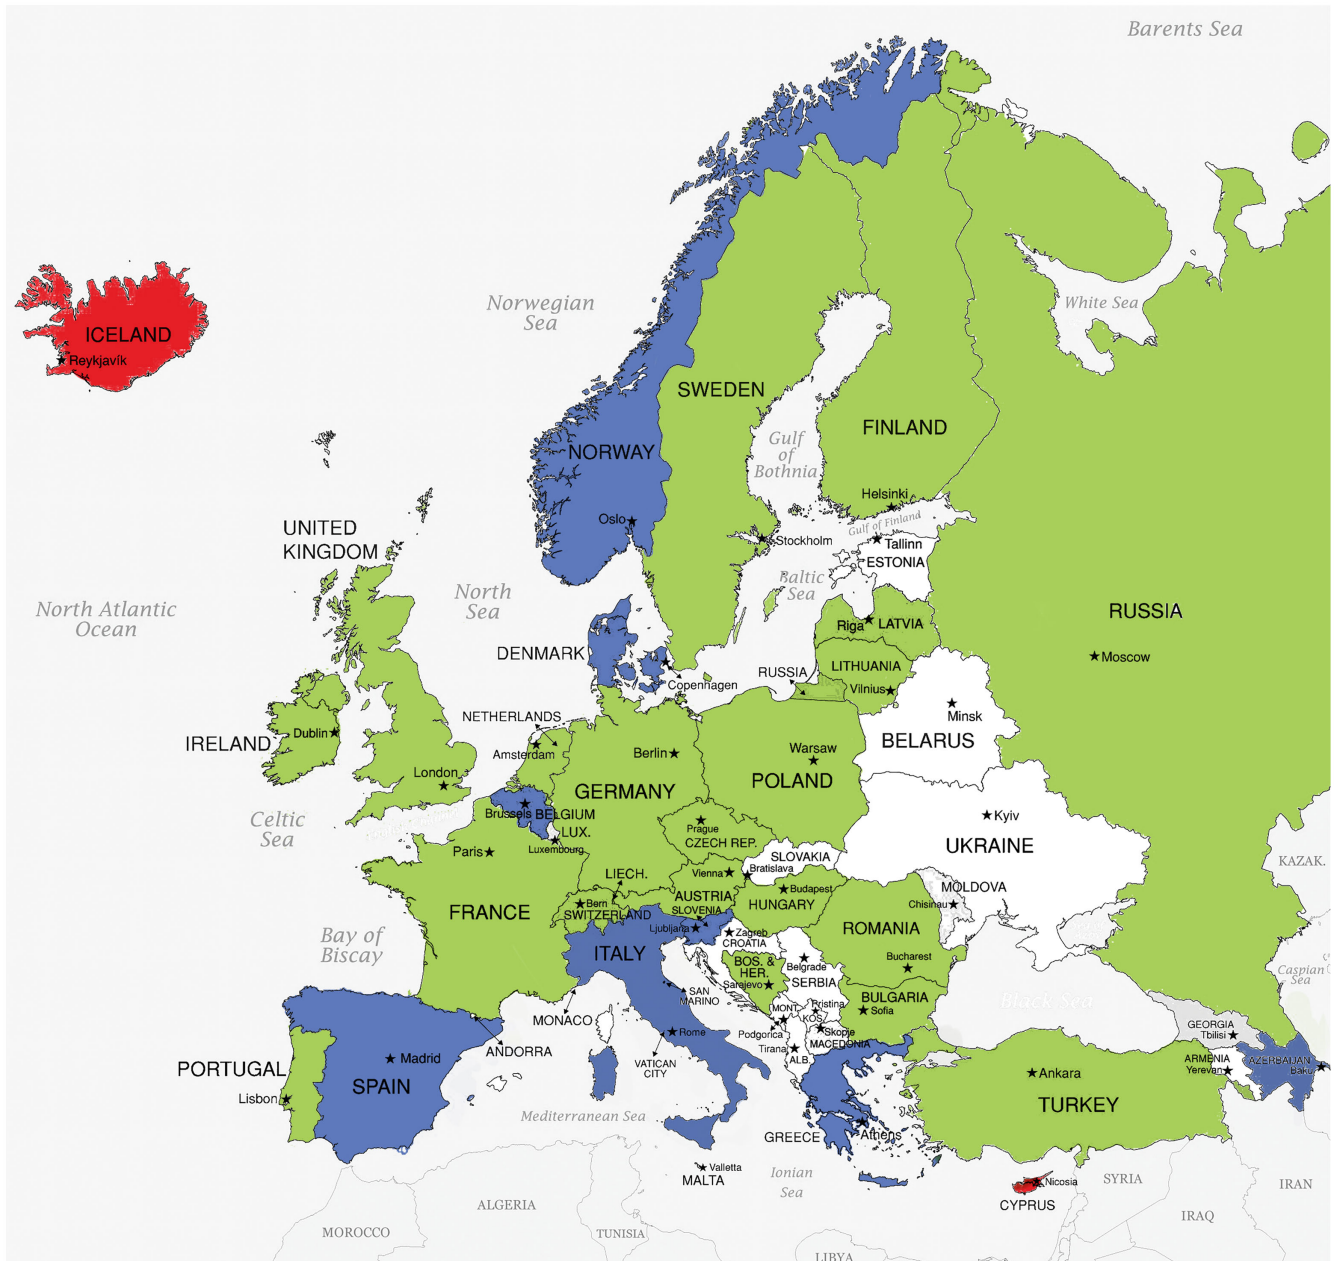 Barents Sea
ICELAND
Reykjavík
Norwegian
Sea
White Sea
SWEDEN
NORWAY
FINLAND
Gulf
of
Bothnia
Helsinki
Oslo
Gulf of Finland
Stockholm
Tallinn
ESTONIA
UNITED
KINGDOM
North Atlantic
Ocean
North
Sea
Baltic
Sea
Riga
LATVIA
RUSSIA
Moscow
DENMARK
Copenhagen
RUSSIA
LITHUANIA
Vilnius
Minsk
BELARUS
NETHERLANDS
Amsterdam
IRELAND
Dublin
London
Berlin
GERMANY
Warsaw
POLAND
Celtic
Sea
Brussels
BELGIUM
LUX.
Luxembourg
Paris
Prague
CZECH REP.
Kyiv
UKRAINE
SLOVAKIA
Bratislava
KAZAK.
LIECH.
Vienna
AUSTRIA
Budapest
HUNGARY
MOLDOVA
Chisinau
FRANCE
Bern
SWITZERLAND
SLOVENIA
Ljubljana
Zagreb
CROATIA
ROMANIA
Bucharest
Bay of
Biscay
ITALY
BOS. &
HER.
Sarajevo
Belgrade
SERBIA
Caspian
Sea
SAN
MARINO
MONACO
ANDORRA
MONT.
Podgorica
Pristina
KOS.
BULGARIA
Sofia
Black Sea
Skopje
MACEDONIA
Tirana
ALB.
GEORGIA
Tbilisi
ARMENIA
Yerevan
AZERBAIJAN
Baku
PORTUGAL
Lisbon
Madrid
SPAIN
Rome
VATICAN
CITY
Ankara
TURKEY
Mediterranean Sea
GREECE
Athens
Valletta
MALTA
Ionian
Sea
Nicosia
CYPRUS
SYRIA
IRAN
IRAQ
MOROCCO
ALGERIA
TUNISIA
LIBYA